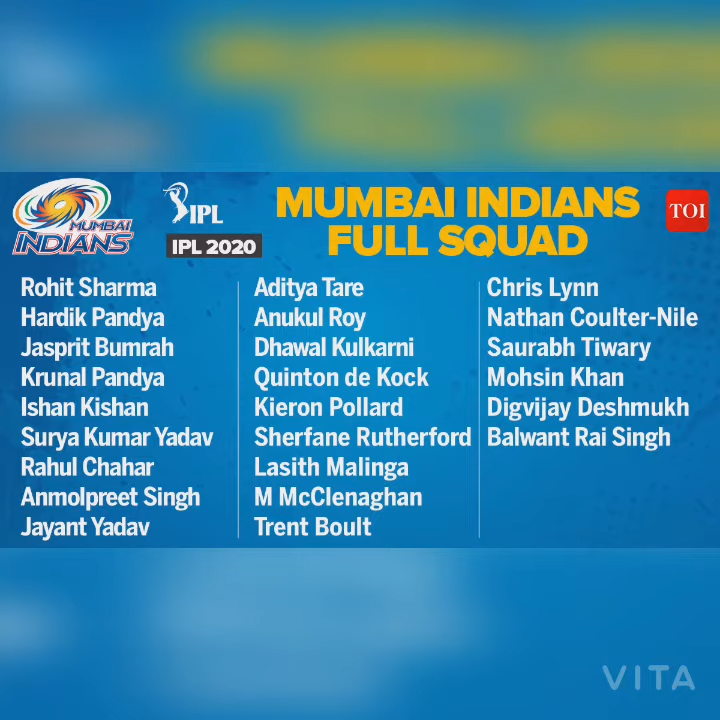 MUMBAI
INDIANS
IPL
IPL 2020
MUMBAI INDIANS
FULL SQUAD
TOI
Rohit Sharma
Hardik Pandya
Jasprit Bumrah
Krunal Pandya
Ishan Kishan
Surya Kumar Yadav
Rahul Chahar
Anmolpreet Singh
Jayant Yadav
Aditya Tare
Anukul Roy
Dhawal Kulkarni
Quinton de Kock
Kieron Pollard
Sherfane Rutherford
Lasith Malinga
M McClenaghan
Trent Boult
Chris Lynn
Nathan Coulter-Nile
Saurabh Tiwary
Mohsin Khan
Digvijay Deshmukh
Balwant Rai Singh
VITA